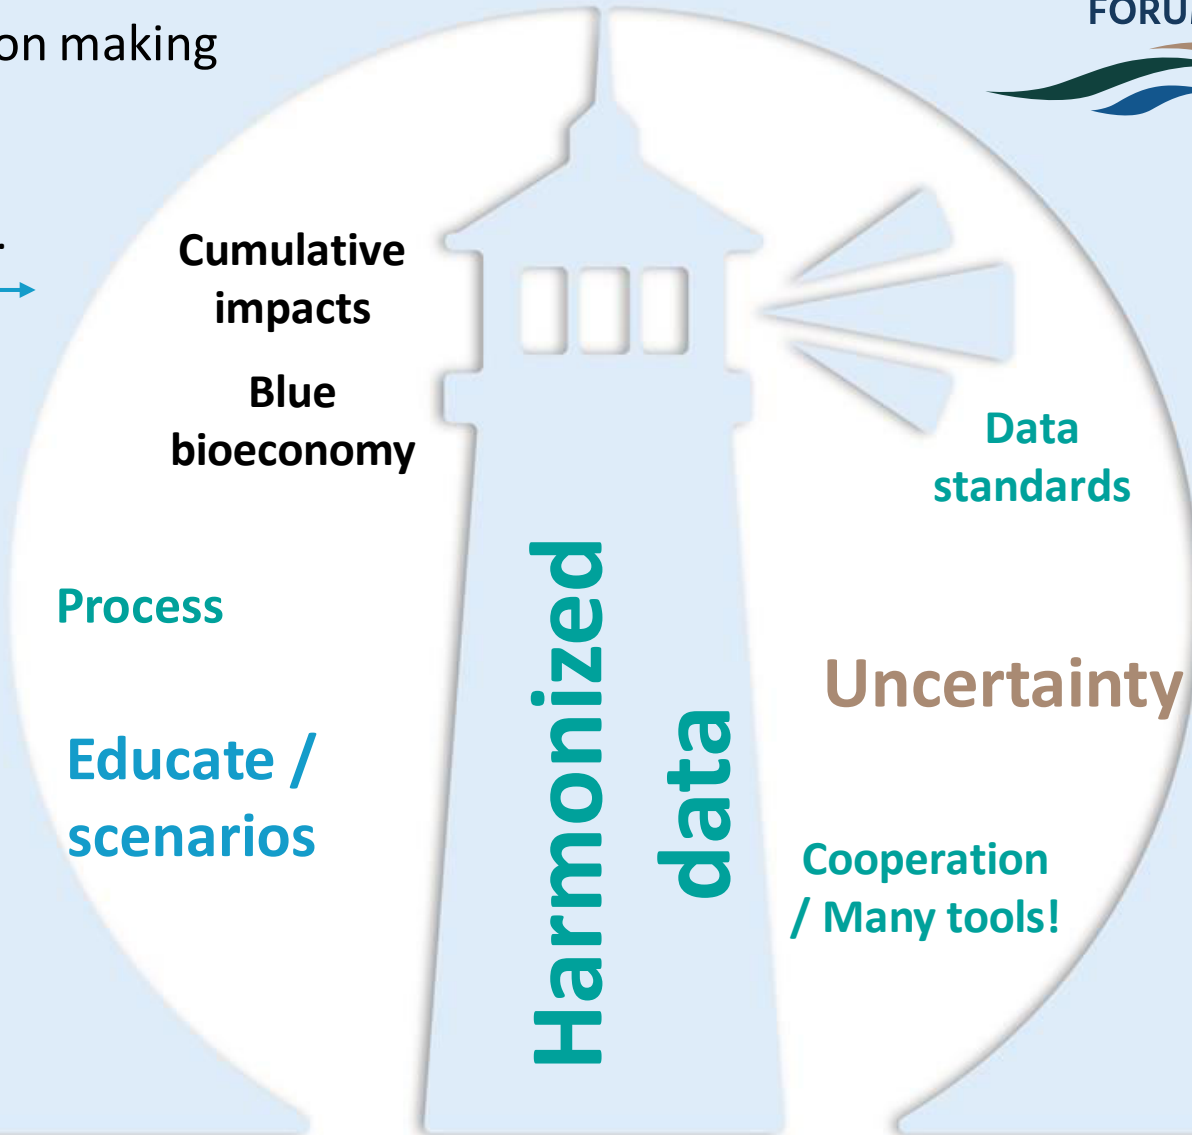 on making
FORU
Cumulative
impacts
Blue
bioeconomy
Data
standards
Process
Harmonized
data
Uncertainty
Educate /
scenarios
Cooperation
/ Many tools!